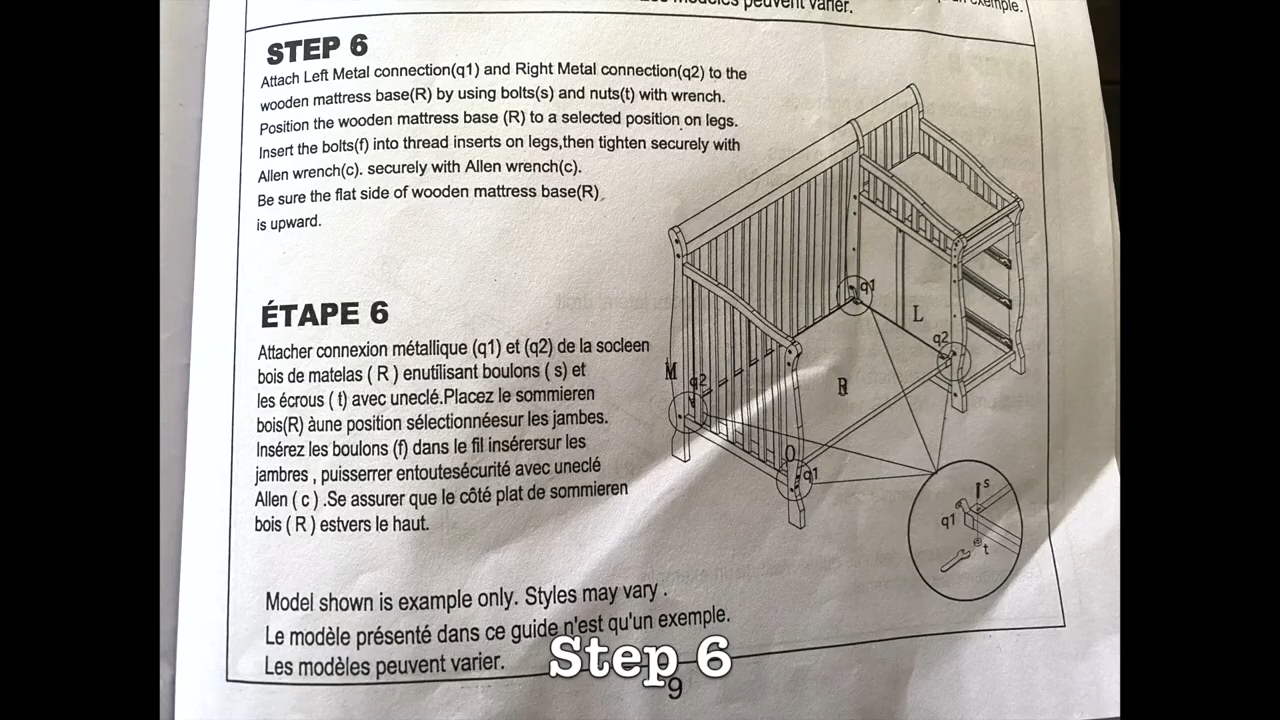 peuvent varier.
exemple.
STEP 6
Attach Left Metal connection(q1) and Right Metal connection(q2) to the
wooden mattress base(R) by using bolts(s) and nuts(t) with wrench.
Position the wooden mattress base (R) to a selected position on legs.
Insert the bolts(f) into thread inserts on legs,then tighten securely with
Allen wrench(c). securely with Allen wrench(c).
Be sure the flat side of wooden mattress base(R)
is upward.
ÉTAPE 6
Attacher connexion métallique (q1) et (q2) de la socleen
bois de matelas ( R ) enutilisant boulons ( s) et
les écrous ( t) avec uneclé.Placez le sommieren
bois(R) àune position sélectionnéesur les jambes.
Insérez les boulons (f) dans le fil insérersur les
jambres , puisserrer entoutesécurité avec uneclé
Allen ( c ) .Se assurer que le côté plat de sommieren
bois ( R ) estvers le haut.
q1
L
q2
M
q2
R
O
q1
s
q1
t
Model shown is example only. Styles may vary .
Le modèle présenté dans ce guide n'est qu'un exemple.
Les modèles peuvent varier.
Step 6
9